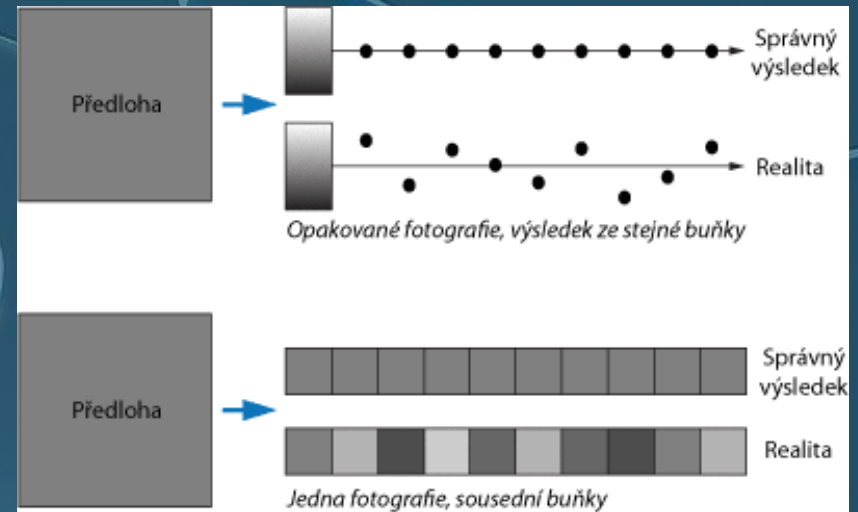 Předloha
Správný
výsledek
Realita
Opakované fotografie, výsledek ze stejné buňky
Předloha
Správný
výsledek
Realita
Jedna fotografie, sousední buňky